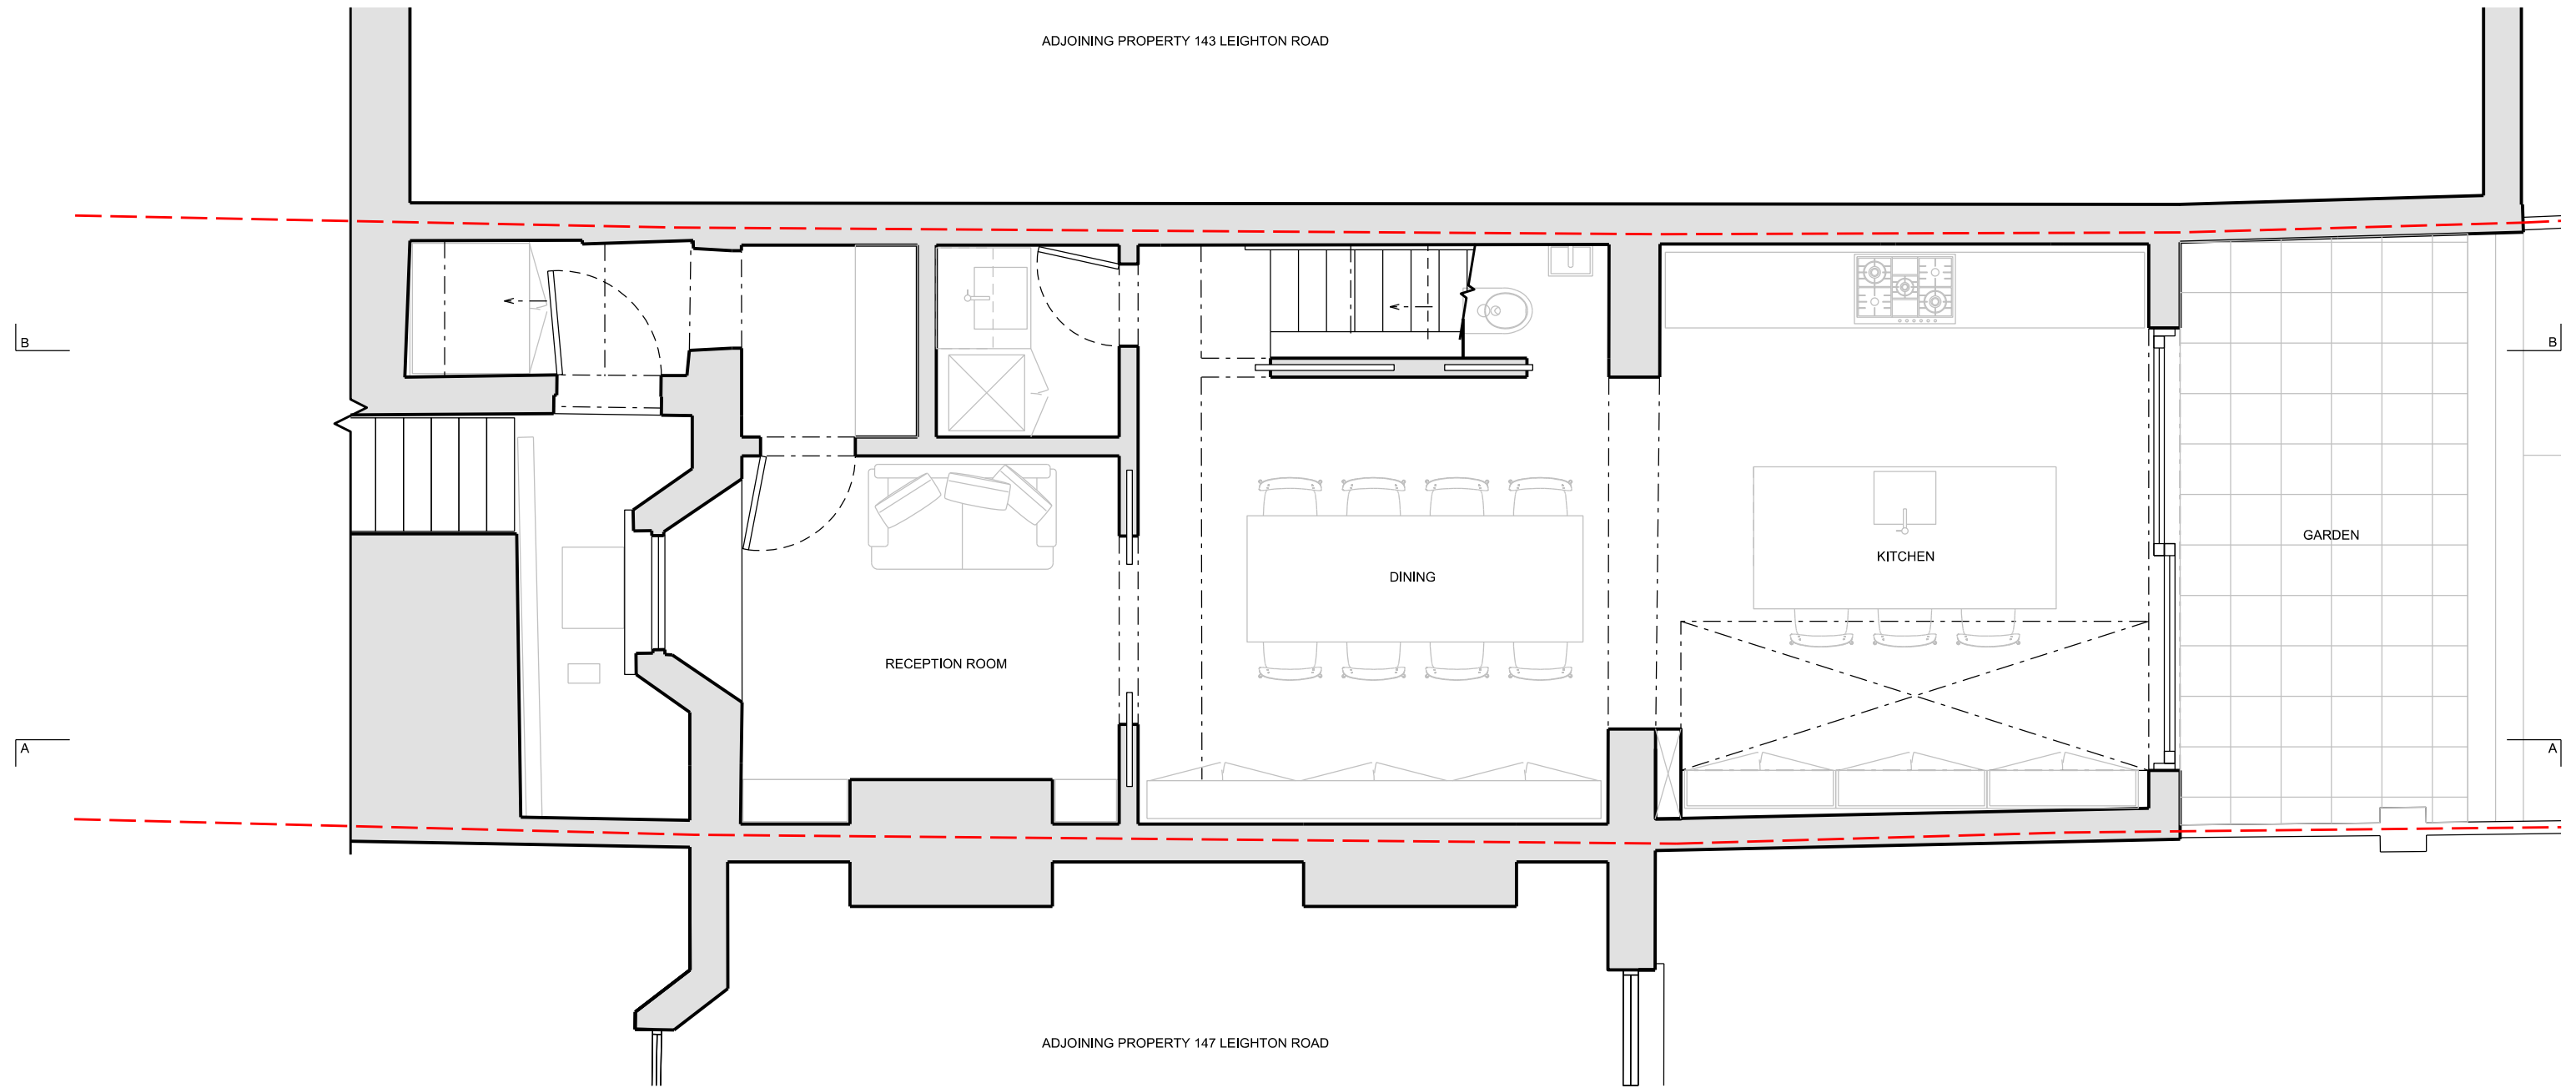 ADJOINING PROPERTY 143 LEIGHTON ROAD
B
B
GARDEN
KITCHEN
DINING
RECEPTION ROOM
A
A
ADJOINING PROPERTY 147 LEIGHTON ROAD